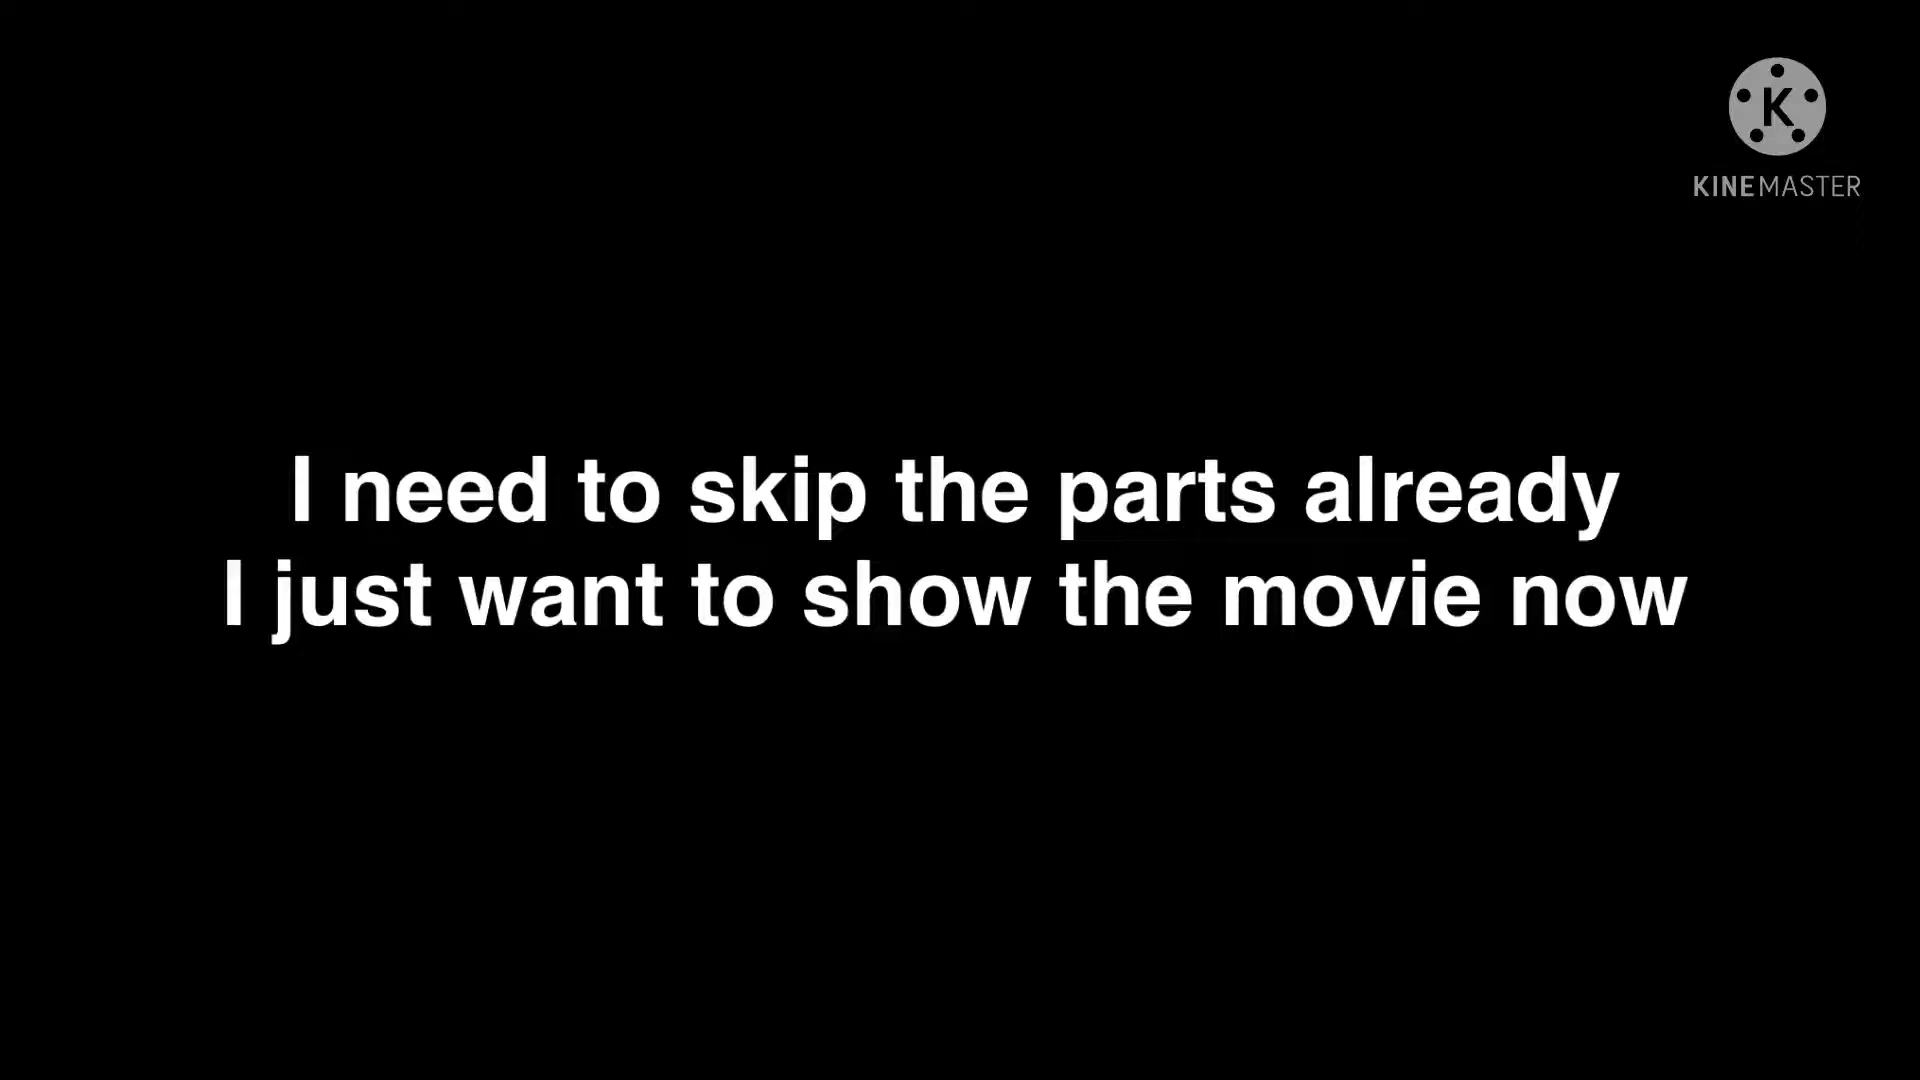 K
KINEMASTER
I need to skip the parts already
I just want to show the movie now